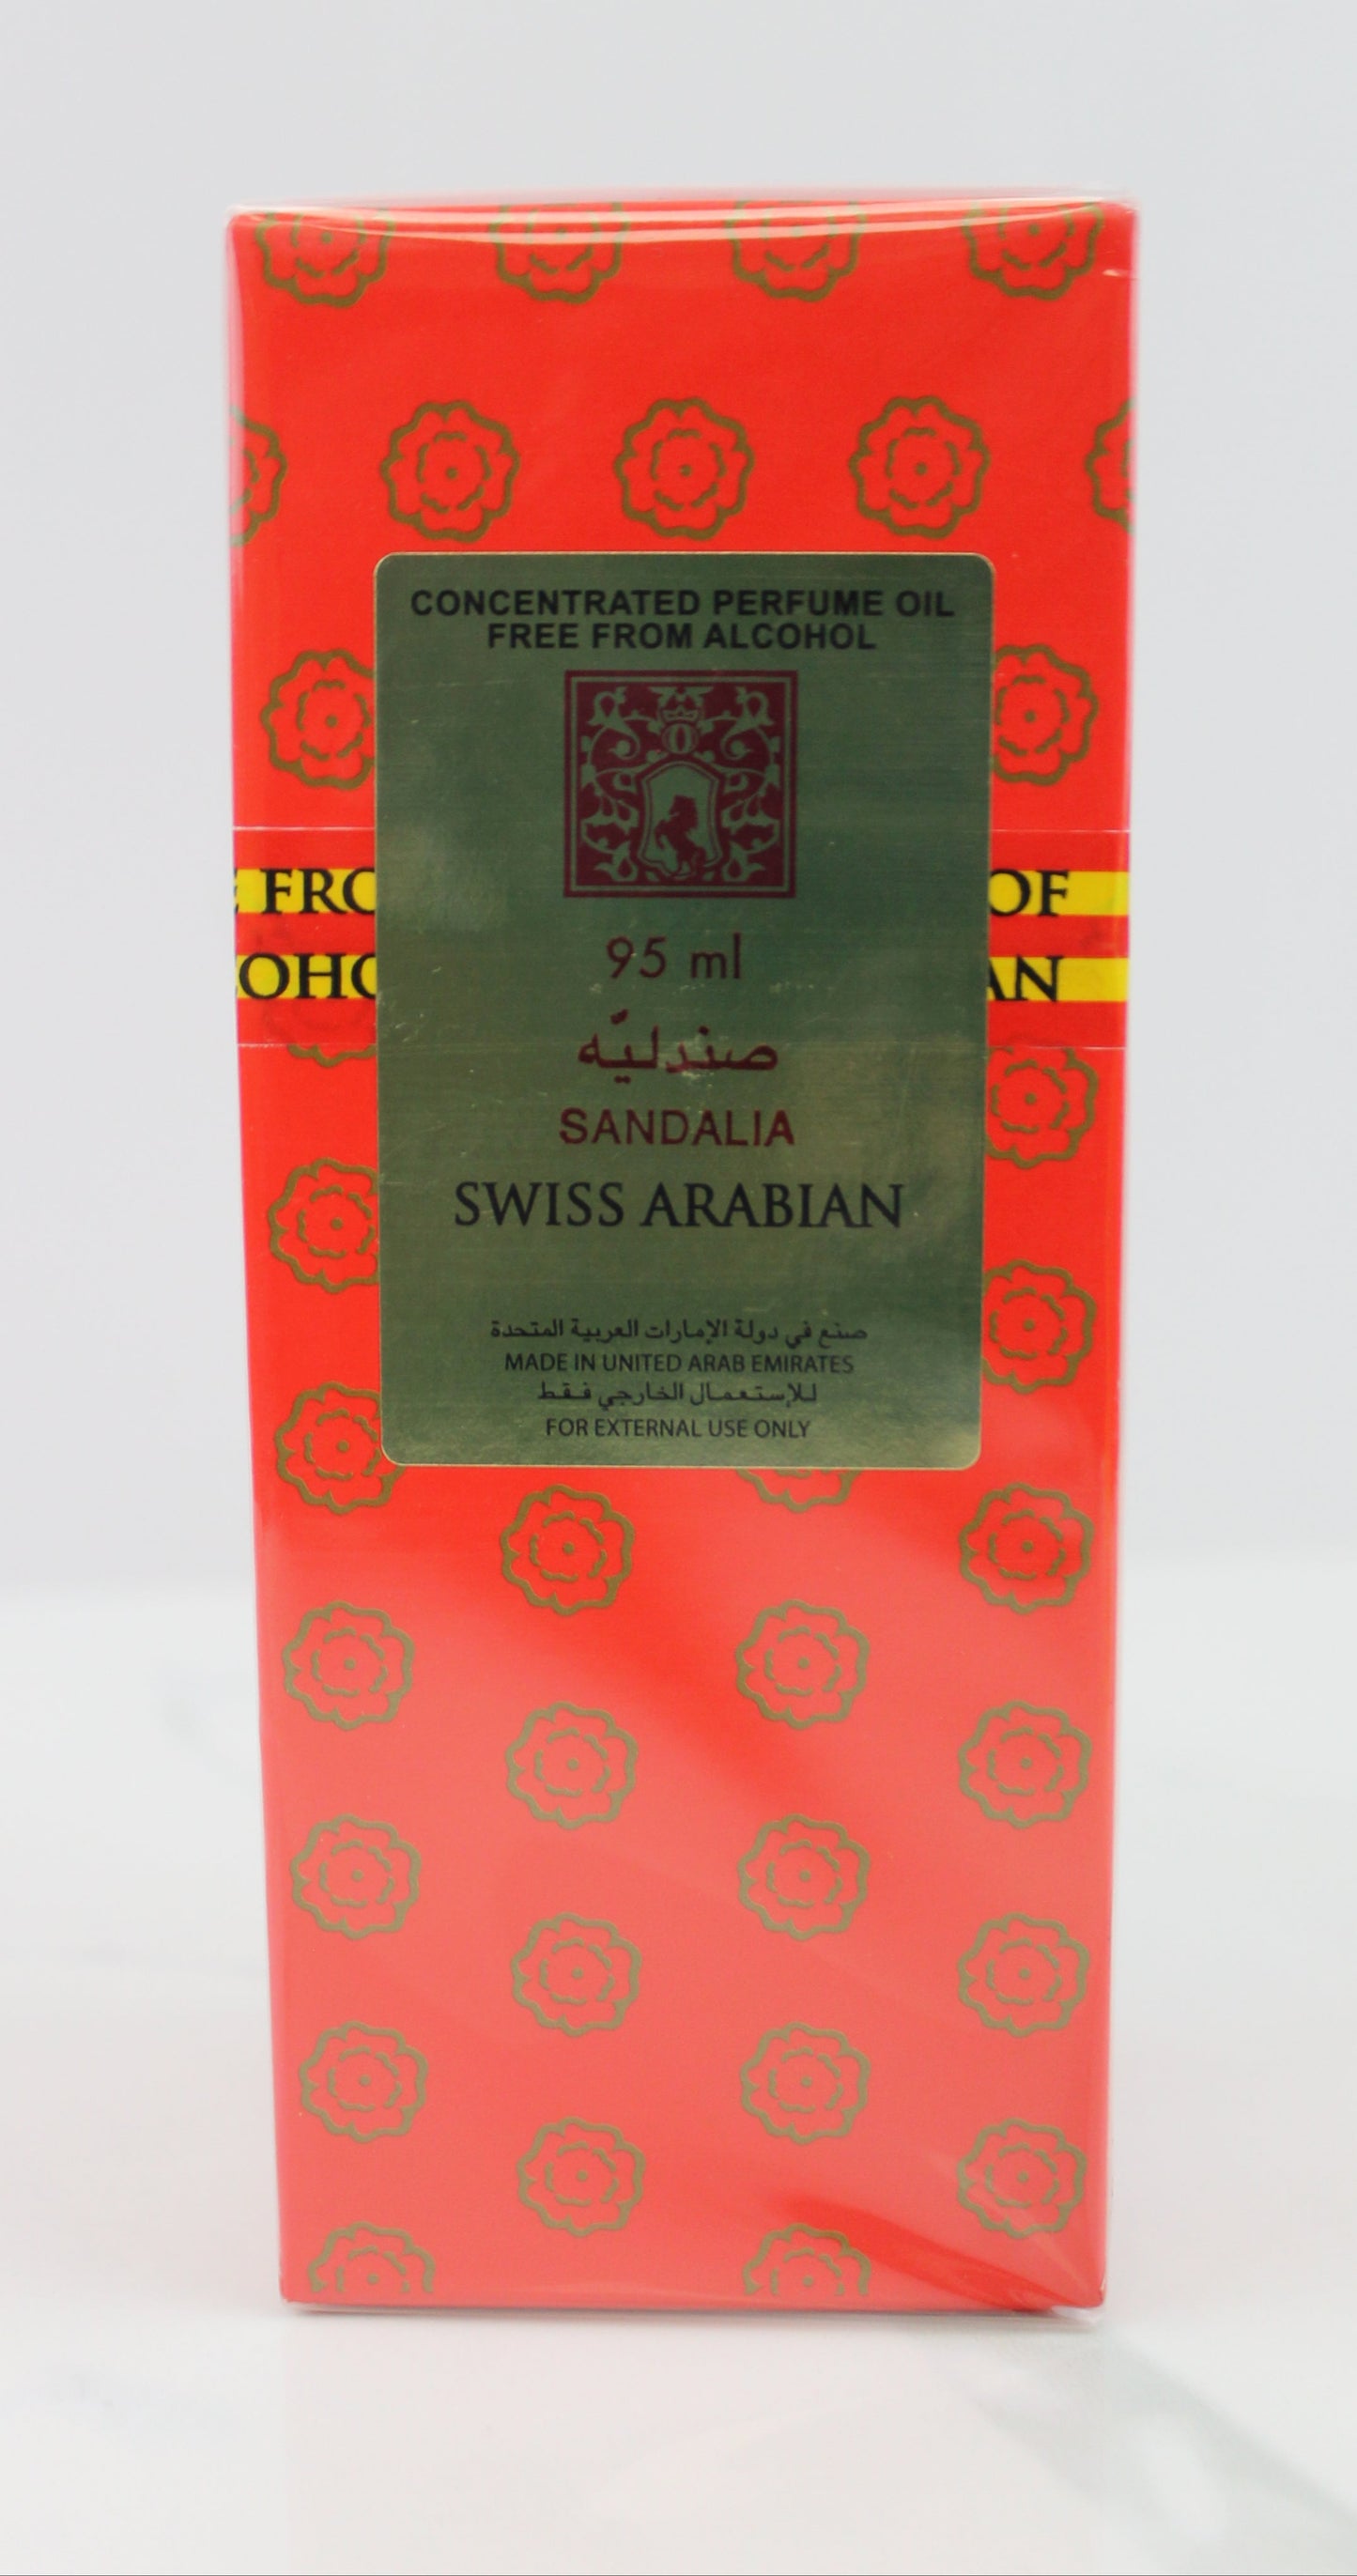 CONCENTRATED PERFUME OIL
FREE FROM ALCOHOL
95 ml
صندليّه
SANDALIA
SWISS ARABIAN
صنع في دولة الإمارات العربية المتحدة
MADE IN UNITED ARAB EMIRATES
للإستعمال الخارجي فقط
FOR EXTERNAL USE ONLY
OF